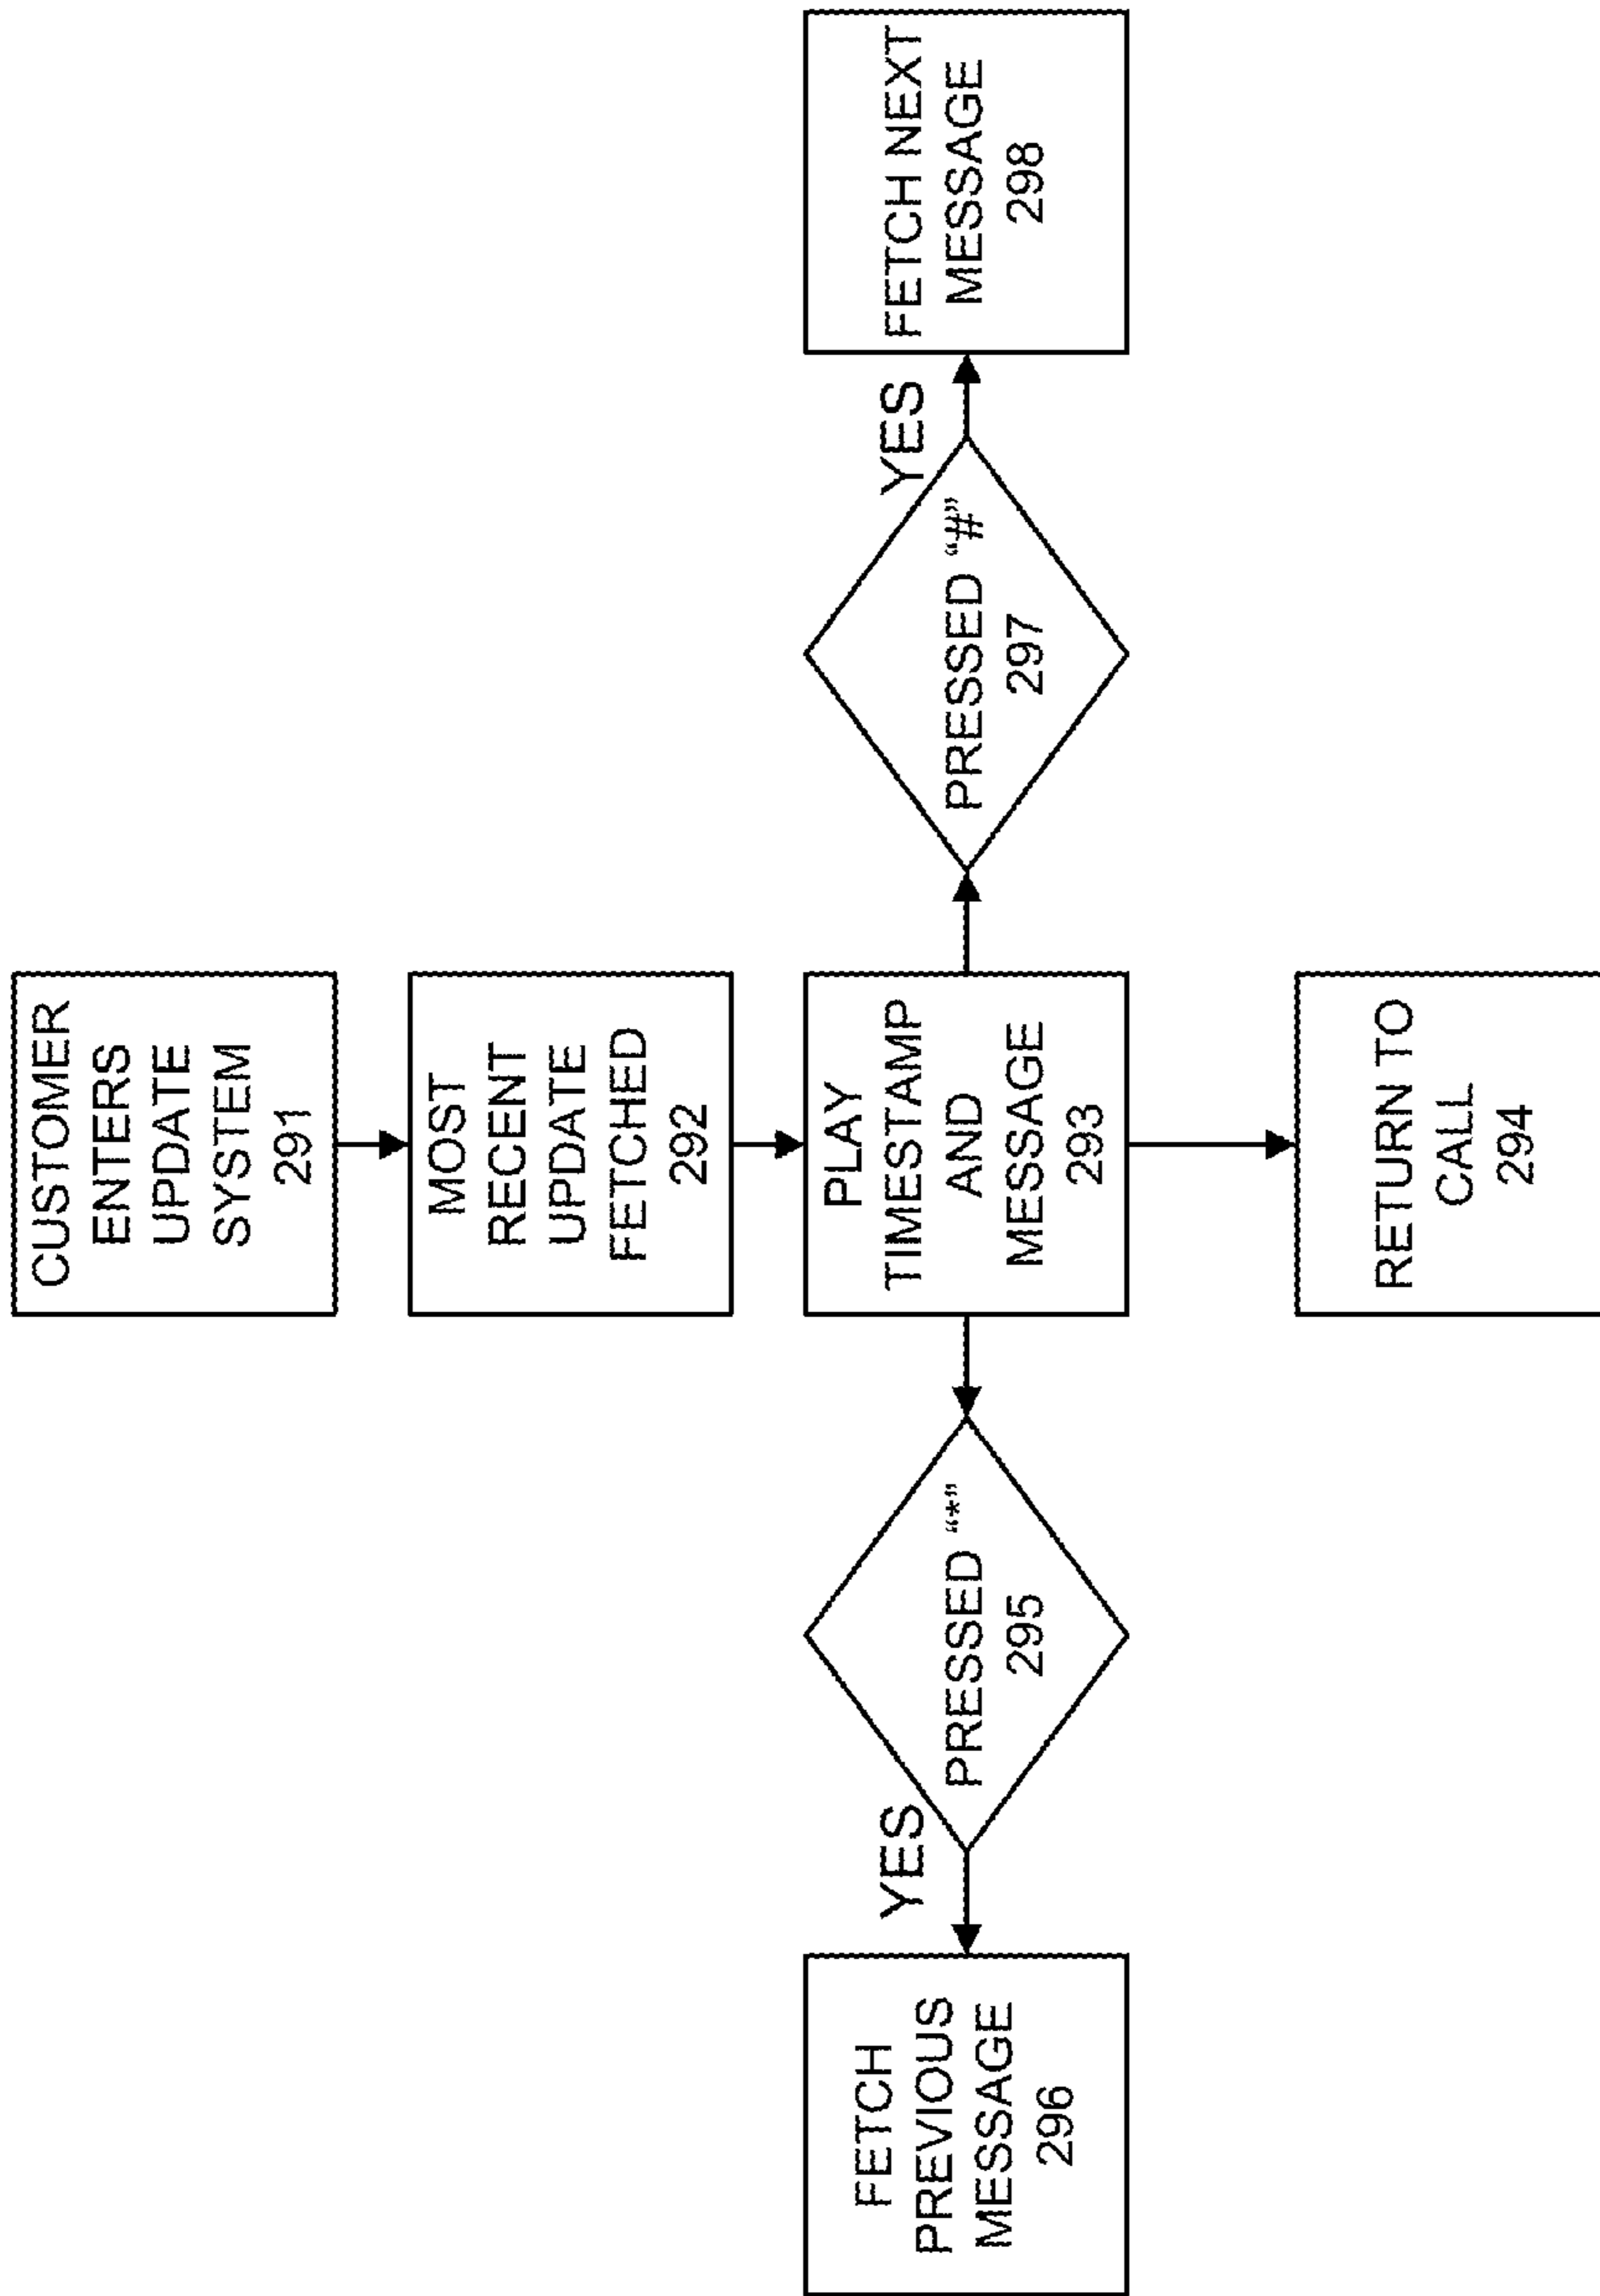 CUSTOMER
ENTERS
UPDATE
SYSTEM
291
MOST
RECENT
UPDATE
FETCHED
292
FETCH
PREVIOUS
MESSAGE
296
YES
PRESSED “*”
295
PLAY
TIMESTAMP
AND
MESSAGE
293
PRESSED “#”
297
YES
FETCH NEXT
MESSAGE
298
RETURN TO
CALL
294